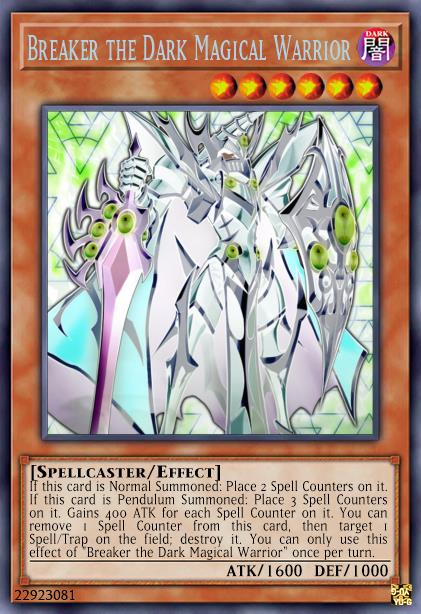 Breaker the Dark Magical Warrior
DARK
闇
[Spellcaster/Effect]
If this card is Normal Summoned: Place 2 Spell Counters on it.
If this card is Pendulum Summoned: Place 3 Spell Counters
on it. Gains 400 ATK for each Spell Counter on it. You can
remove 1 Spell Counter from this card, then target 1
Spell/Trap on the field; destroy it. You can only use this
effect of "Breaker the Dark Magical Warrior" once per turn.
ATK/1600 DEF/1000
22923081